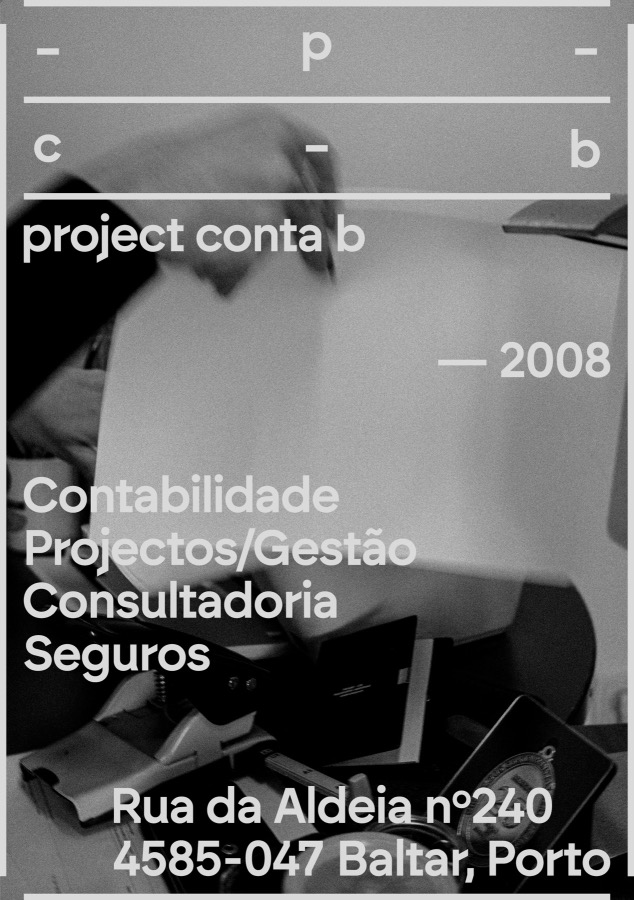 - p -
c - b
project conta b
— 2008
Contabilidade
Projectos/Gestão
Consultadoria
Seguros
Rua da Aldeia nº240
4585-047 Baltar, Porto